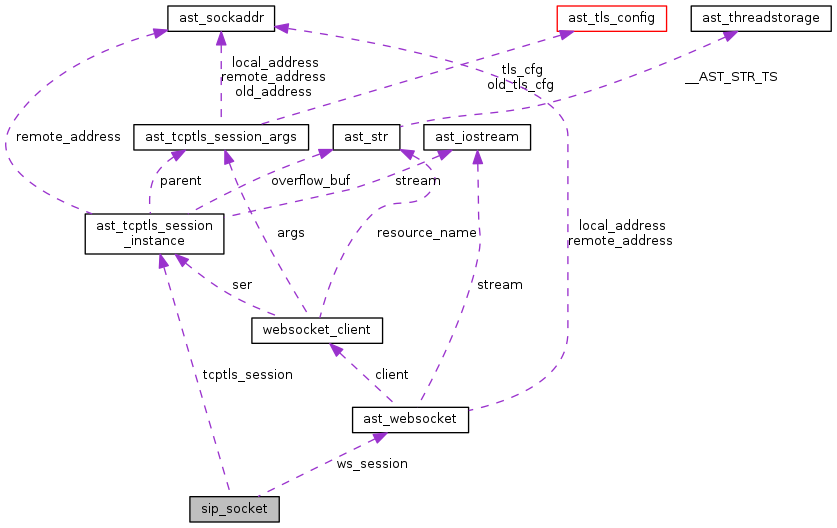 ast_sockaddr
ast_tls_config
ast_threadstorage
local_address
remote_address
old_address
tls_cfg
old_tls_cfg
__AST_STR_TS
remote_address
ast_tcptls_session_args
ast_str
ast_iostream
parent
overflow_buf
stream
ast_tcptls_session
_instance
args
resource_name
local_address
remote_address
ser
stream
websocket_client
tcptls_session
client
ast_websocket
ws_session
sip_socket